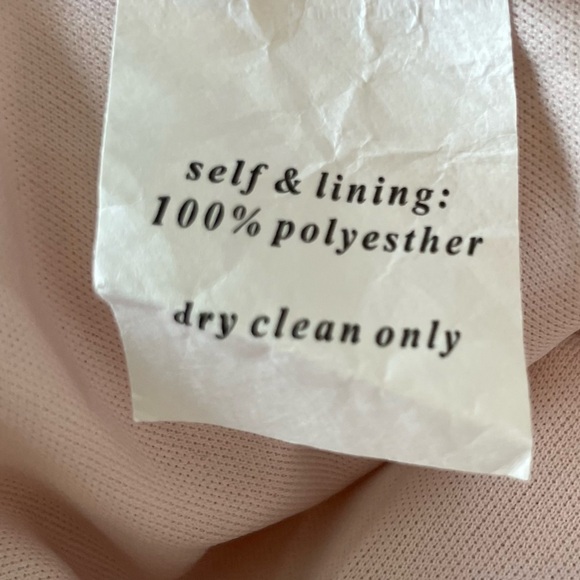 self & lining:
100% polyesther
dry clean only